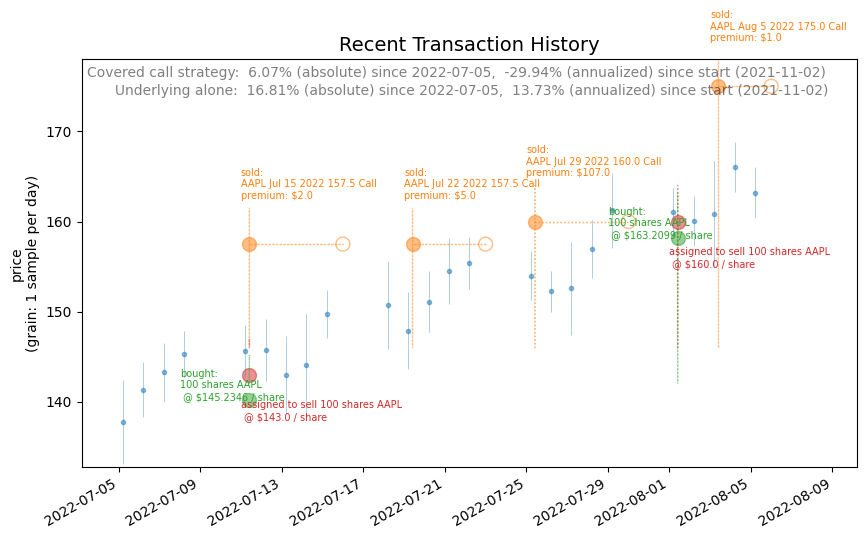 sold:
AAPL Aug 5 2022 175.0 Call
premium: $1.0
Recent Transaction History
Covered call strategy:  6.07% (absolute) since 2022-07-05,  -29.94% (annualized) since start (2021-11-02)
Underlying alone:  16.81% (absolute) since 2022-07-05,  13.73% (annualized) since start (2021-11-02)
price
(grain: 1 sample per day)
170
160
150
140
sold:
AAPL Jul 15 2022 157.5 Call
premium: $2.0
sold:
AAPL Jul 22 2022 157.5 Call
premium: $5.0
sold:
AAPL Jul 29 2022 160.0 Call
premium: $107.0
bought:
100 shares AAPL
@ $163.2099 / share
assigned to sell 100 shares AAPL
@ $160.0 / share
bought:
100 shares AAPL
@ $145.2346 / share
assigned to sell 100 shares AAPL
@ $143.0 / share
2022-07-05
2022-07-09
2022-07-13
2022-07-17
2022-07-21
2022-07-25
2022-07-29
2022-08-01
2022-08-05
2022-08-09